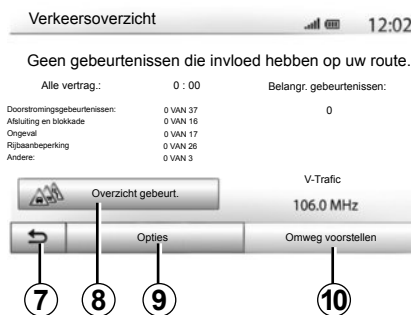 Verkeersoverzicht 12:02
Geen gebeurtenissen die invloed hebben op uw route.
Alle vertrag.: 0 : 00
Belangr. gebeurtenissen:
0
Doorstromingsgebeurtenissen: 0 VAN 37
Afsluiting en blokkade 0 VAN 16
Ongeval 0 VAN 17
Rijbaanbeperking 0 VAN 26
Andere: 0 VAN 3
Overzicht gebeurt.
V-Trafic
106.0 MHz
Opties
Omweg voorstellen
7 8 9 10